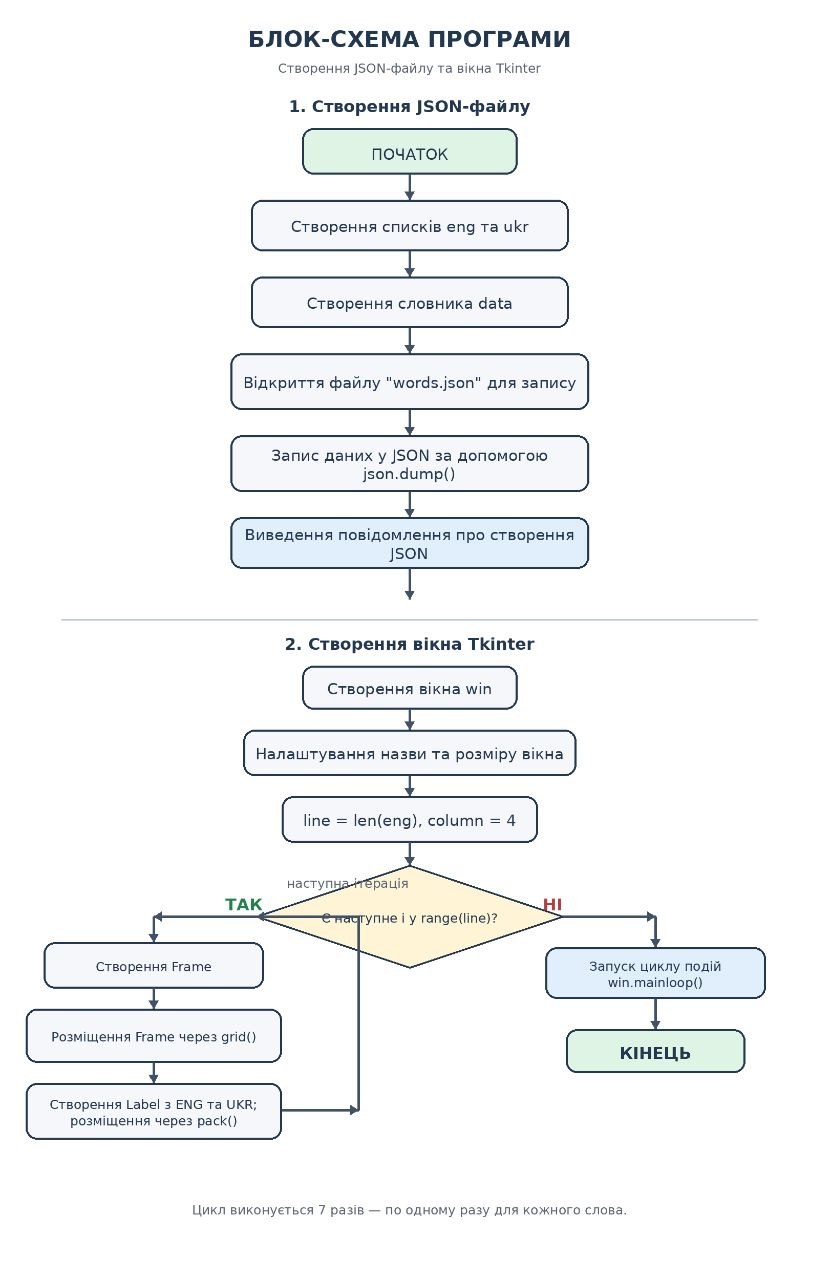 БЛОК-СХЕМА ПРОГРАМИ
Створення JSON-файлу та вікна Tkinter
1. Створення JSON-файлу
ПОЧАТОК
Створення списків eng та ukr
Створення словника data
Відкриття файлу "words.json" для запису
Запис даних у JSON за допомогою
json.dump()
Виведення повідомлення про створення
JSON
2. Створення вікна Tkinter
Створення вікна win
Налаштування назви та розміру вікна
line = len(eng), column = 4
наступна ітерація
ТАК
НІ
Є наступне i у range(line)?
Створення Frame
Запуск циклу подій
win.mainloop()
Розміщення Frame через grid()
КІНЕЦЬ
Створення Label з ENG та UKR;
розміщення через pack()
Цикл виконується 7 разів — по одному разу для кожного слова.